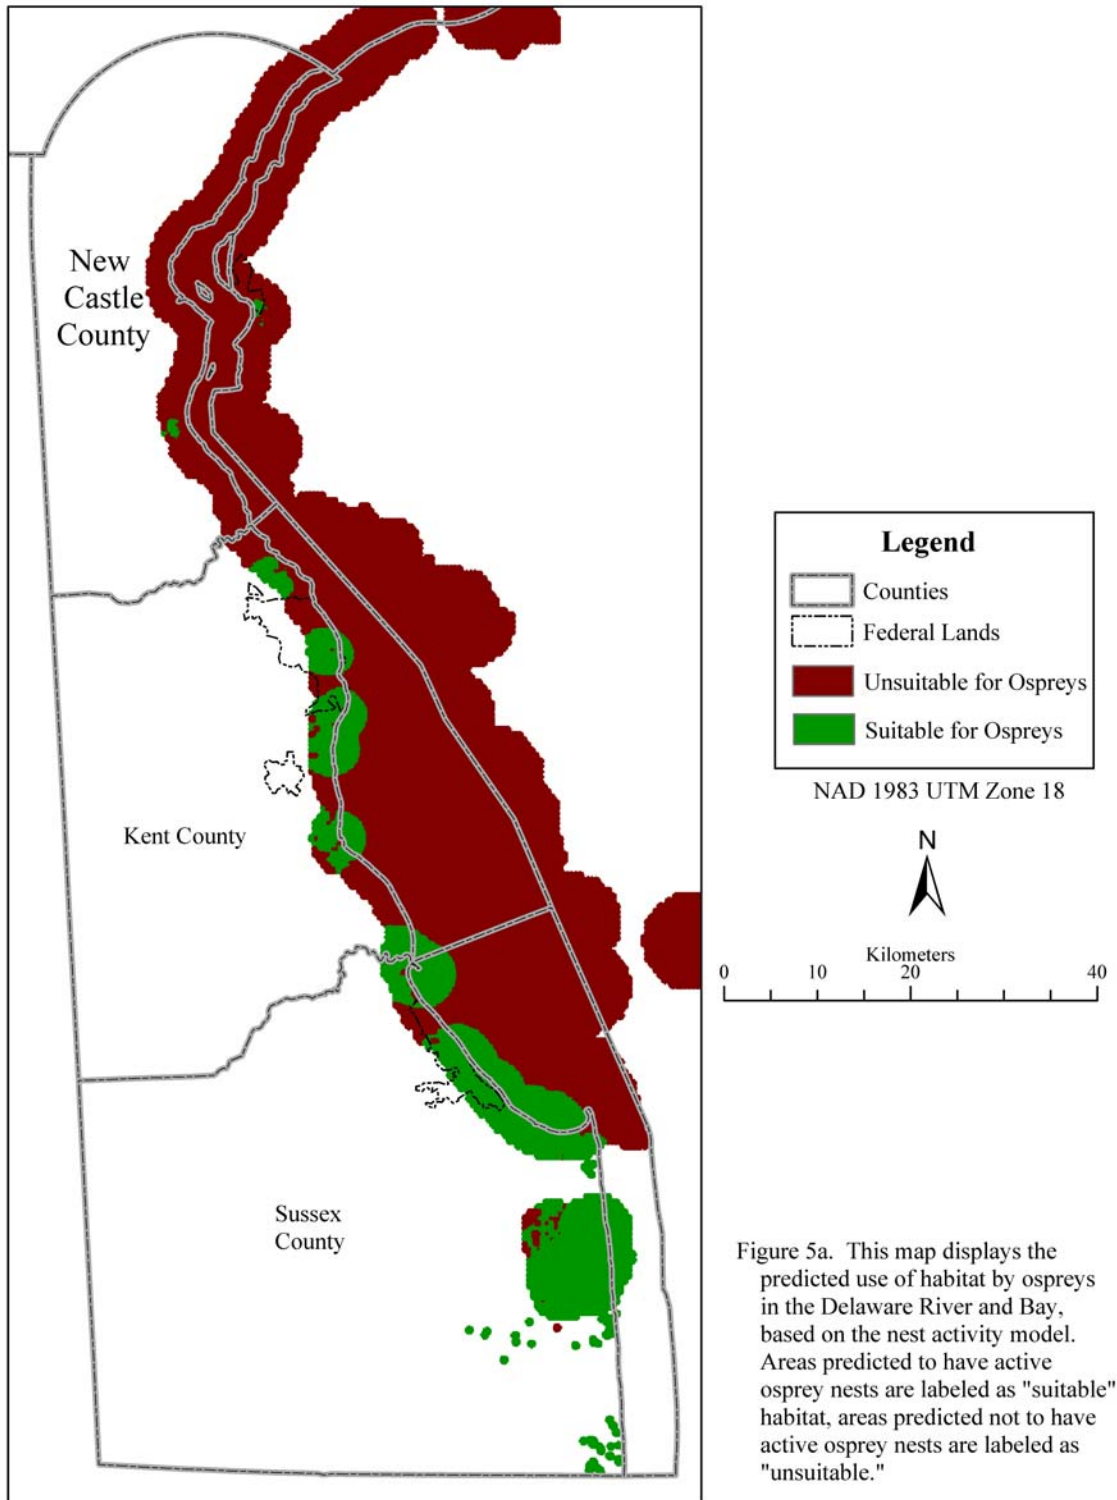 New
Castle
County
Kent County
Sussex
County
Legend
Counties
Federal Lands
Unsuitable for Ospreys
Suitable for Ospreys
NAD 1983 UTM Zone 18
N
Kilometers
0 10 20 40
Figure 5a. This map displays the
predicted use of habitat by ospreys
in the Delaware River and Bay,
based on the nest activity model.
Areas predicted to have active
osprey nests are labeled as "suitable"
habitat, areas predicted not to have
active osprey nests are labeled as
"unsuitable."